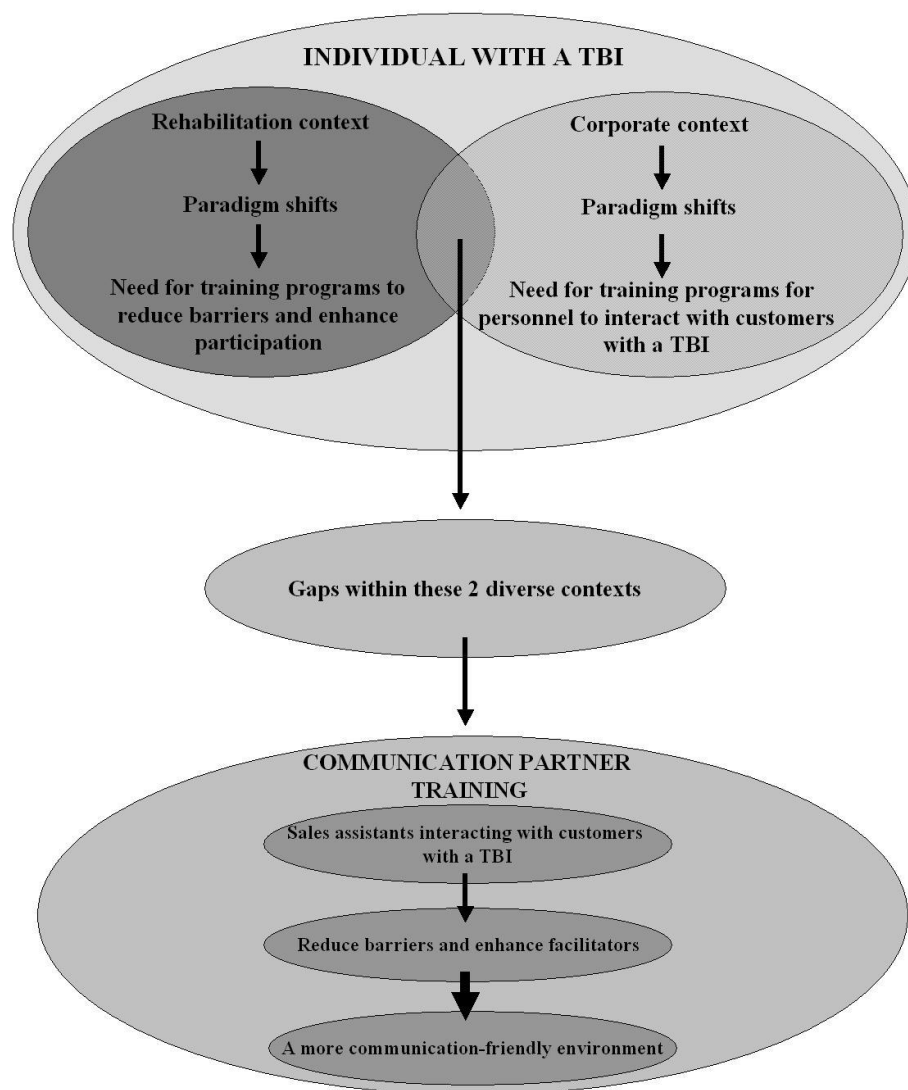 INDIVIDUAL WITH A TBI
Rehabilitation context
Paradigm shifts
Need for training programs to
reduce barriers and enhance
participation
Corporate context
Paradigm shifts
Need for training programs for
personnel to interact with customers
with a TBI
Gaps within these 2 diverse contexts
COMMUNICATION PARTNER
TRAINING
Sales assistants interacting with customers
with a TBI
Reduce barriers and enhance facilitators
A more communication-friendly environment